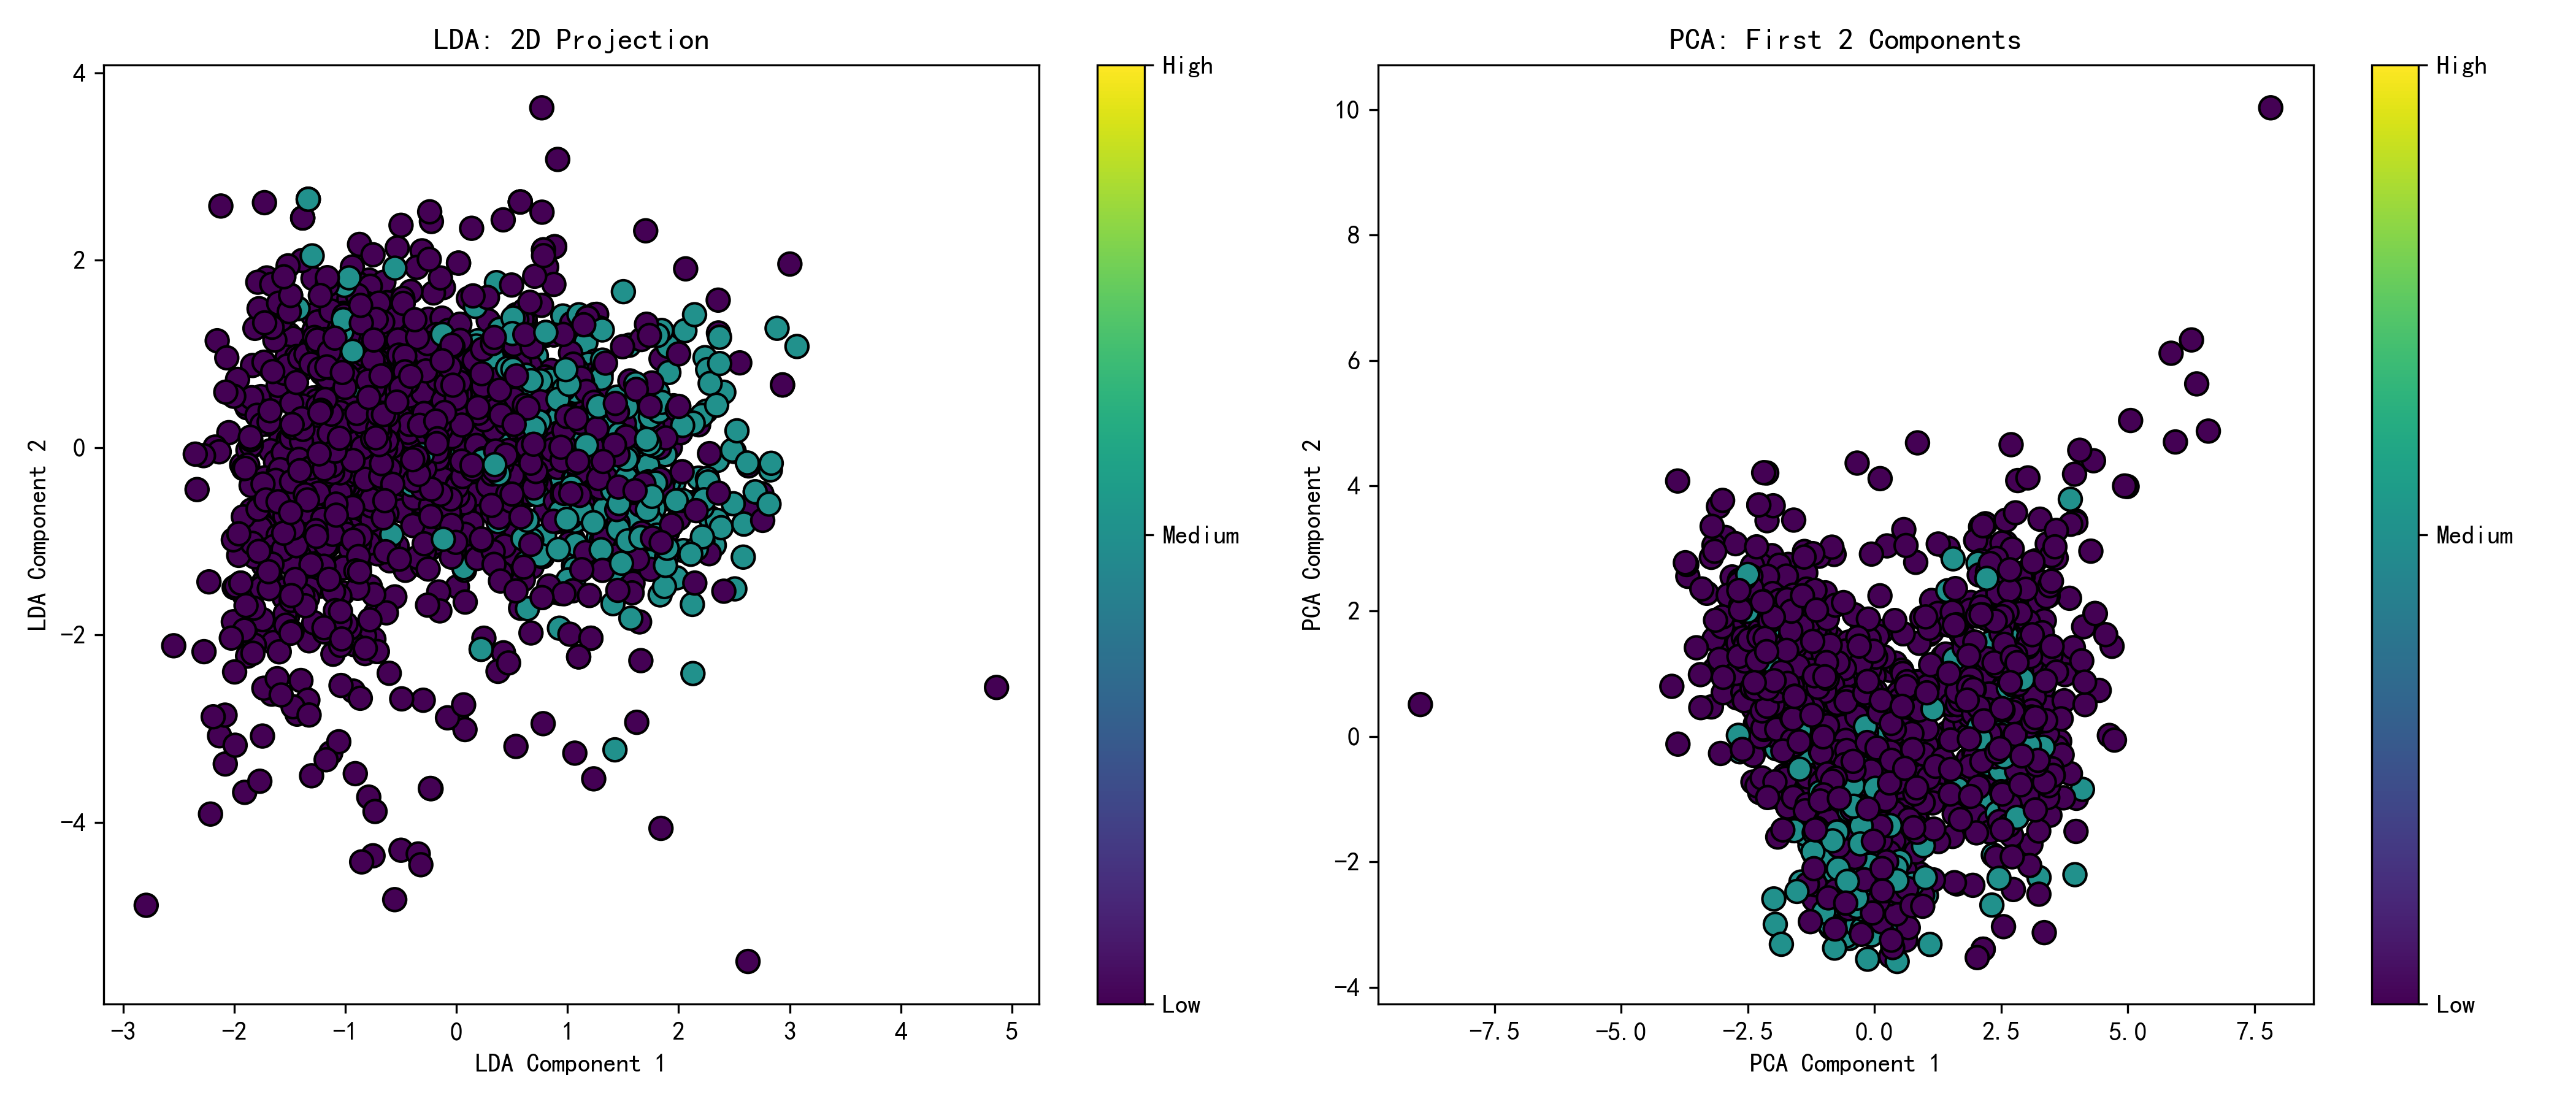 LDA: 2D Projection
4
2
0
−2
−4
−3
−2
−1
0
1
2
3
4
5
LDA Component 1
LDA Component 2
High
Medium
Low
PCA: First 2 Components
10
8
6
4
2
0
−2
−4
−7.5
−5.0
−2.5
0.0
2.5
5.0
7.5
PCA Component 1
PCA Component 2
High
Medium
Low